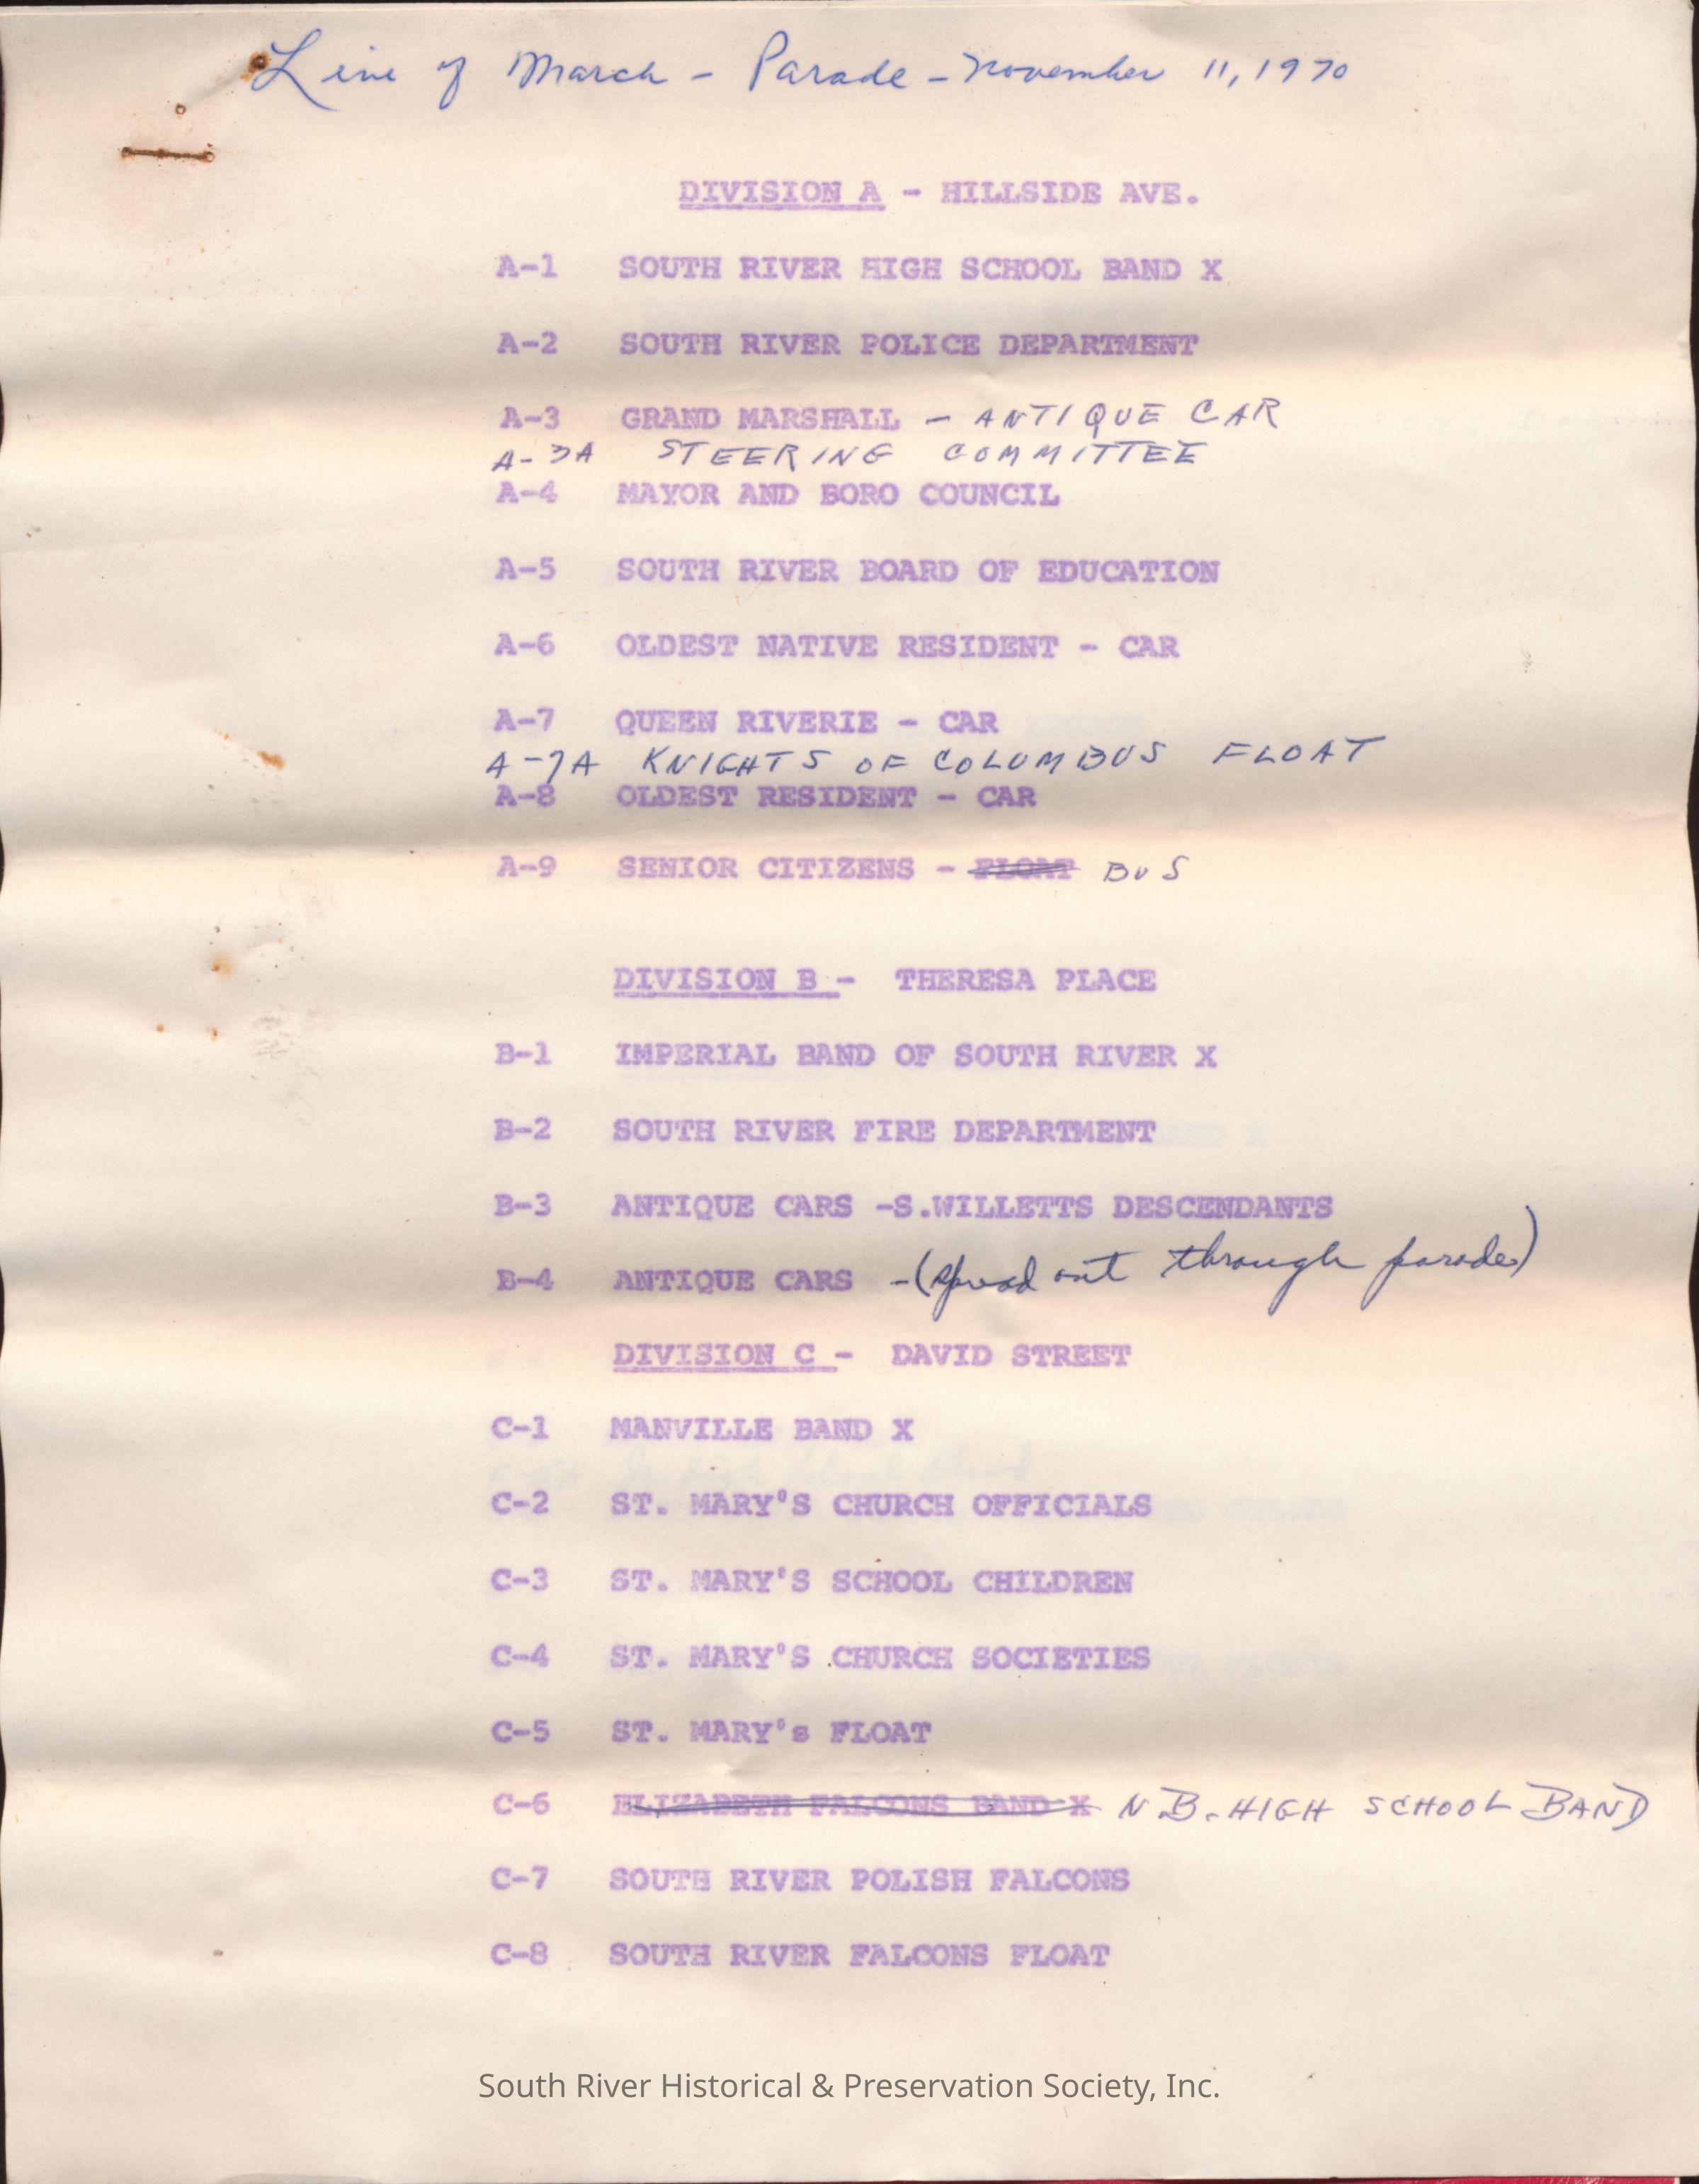 Line of March - Parade - November 11, 1970
DIVISION A - HILLSIDE AVE.
A-1 SOUTH RIVER HIGH SCHOOL BAND X
A-2 SOUTH RIVER POLICE DEPARTMENT
A-3 GRAND MARSHALL - ANTIQUE CAR
A-3A STEERING COMMITTEE
A-4 MAYOR AND BORO COUNCIL
A-5 SOUTH RIVER BOARD OF EDUCATION
A-6 OLDEST NATIVE RESIDENT - CAR
A-7 QUEEN RIVERIE - CAR
A-7A KNIGHTS OF COLUMBUS FLOAT
A-8 OLDEST RESIDENT - CAR
A-9 SENIOR CITIZENS - FLOAT BUS
DIVISION B - THERESA PLACE
B-1 IMPERIAL BAND OF SOUTH RIVER X
B-2 SOUTH RIVER FIRE DEPARTMENT
B-3 ANTIQUE CARS -S.WILLETTS DESCENDANTS
B-4 ANTIQUE CARS -(spread out through parade)
DIVISION C - DAVID STREET
C-1 MANVILLE BAND X
C-2 ST. MARY'S CHURCH OFFICIALS
C-3 ST. MARY'S SCHOOL CHILDREN
C-4 ST. MARY'S CHURCH SOCIETIES
C-5 ST. MARY's FLOAT
C-6 ELIZABETH FALCONS BAND X N.B. HIGH SCHOOL BAND
C-7 SOUTH RIVER POLISH FALCONS
C-8 SOUTH RIVER FALCONS FLOAT
South River Historical & Preservation Society, Inc.